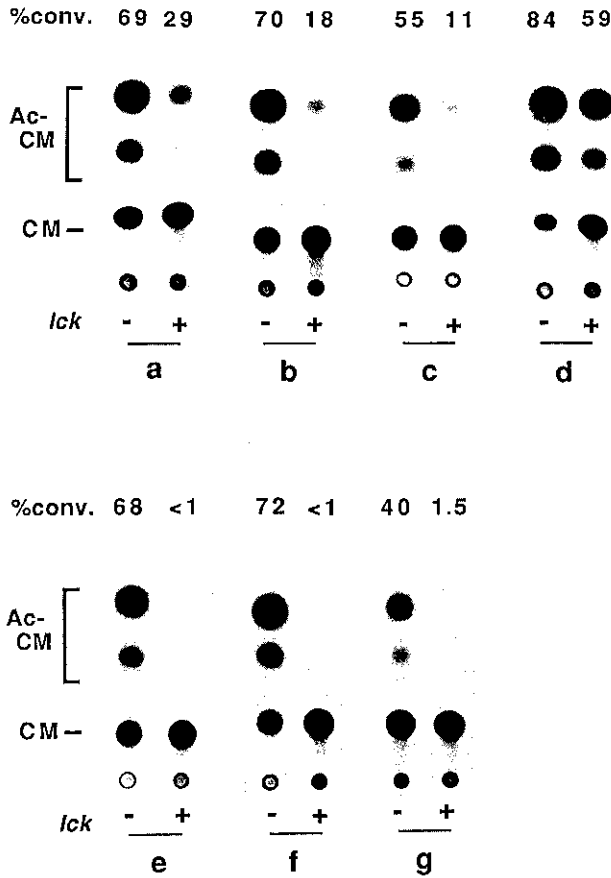 %conv. 69 29 70 18 55 11 84 59
Ac-
CM
CM –
lck - + - + - + - +
a b c d
%conv. 68 <1 72 <1 40 1.5
Ac-
CM
CM –
lck - + - + - +
e f g